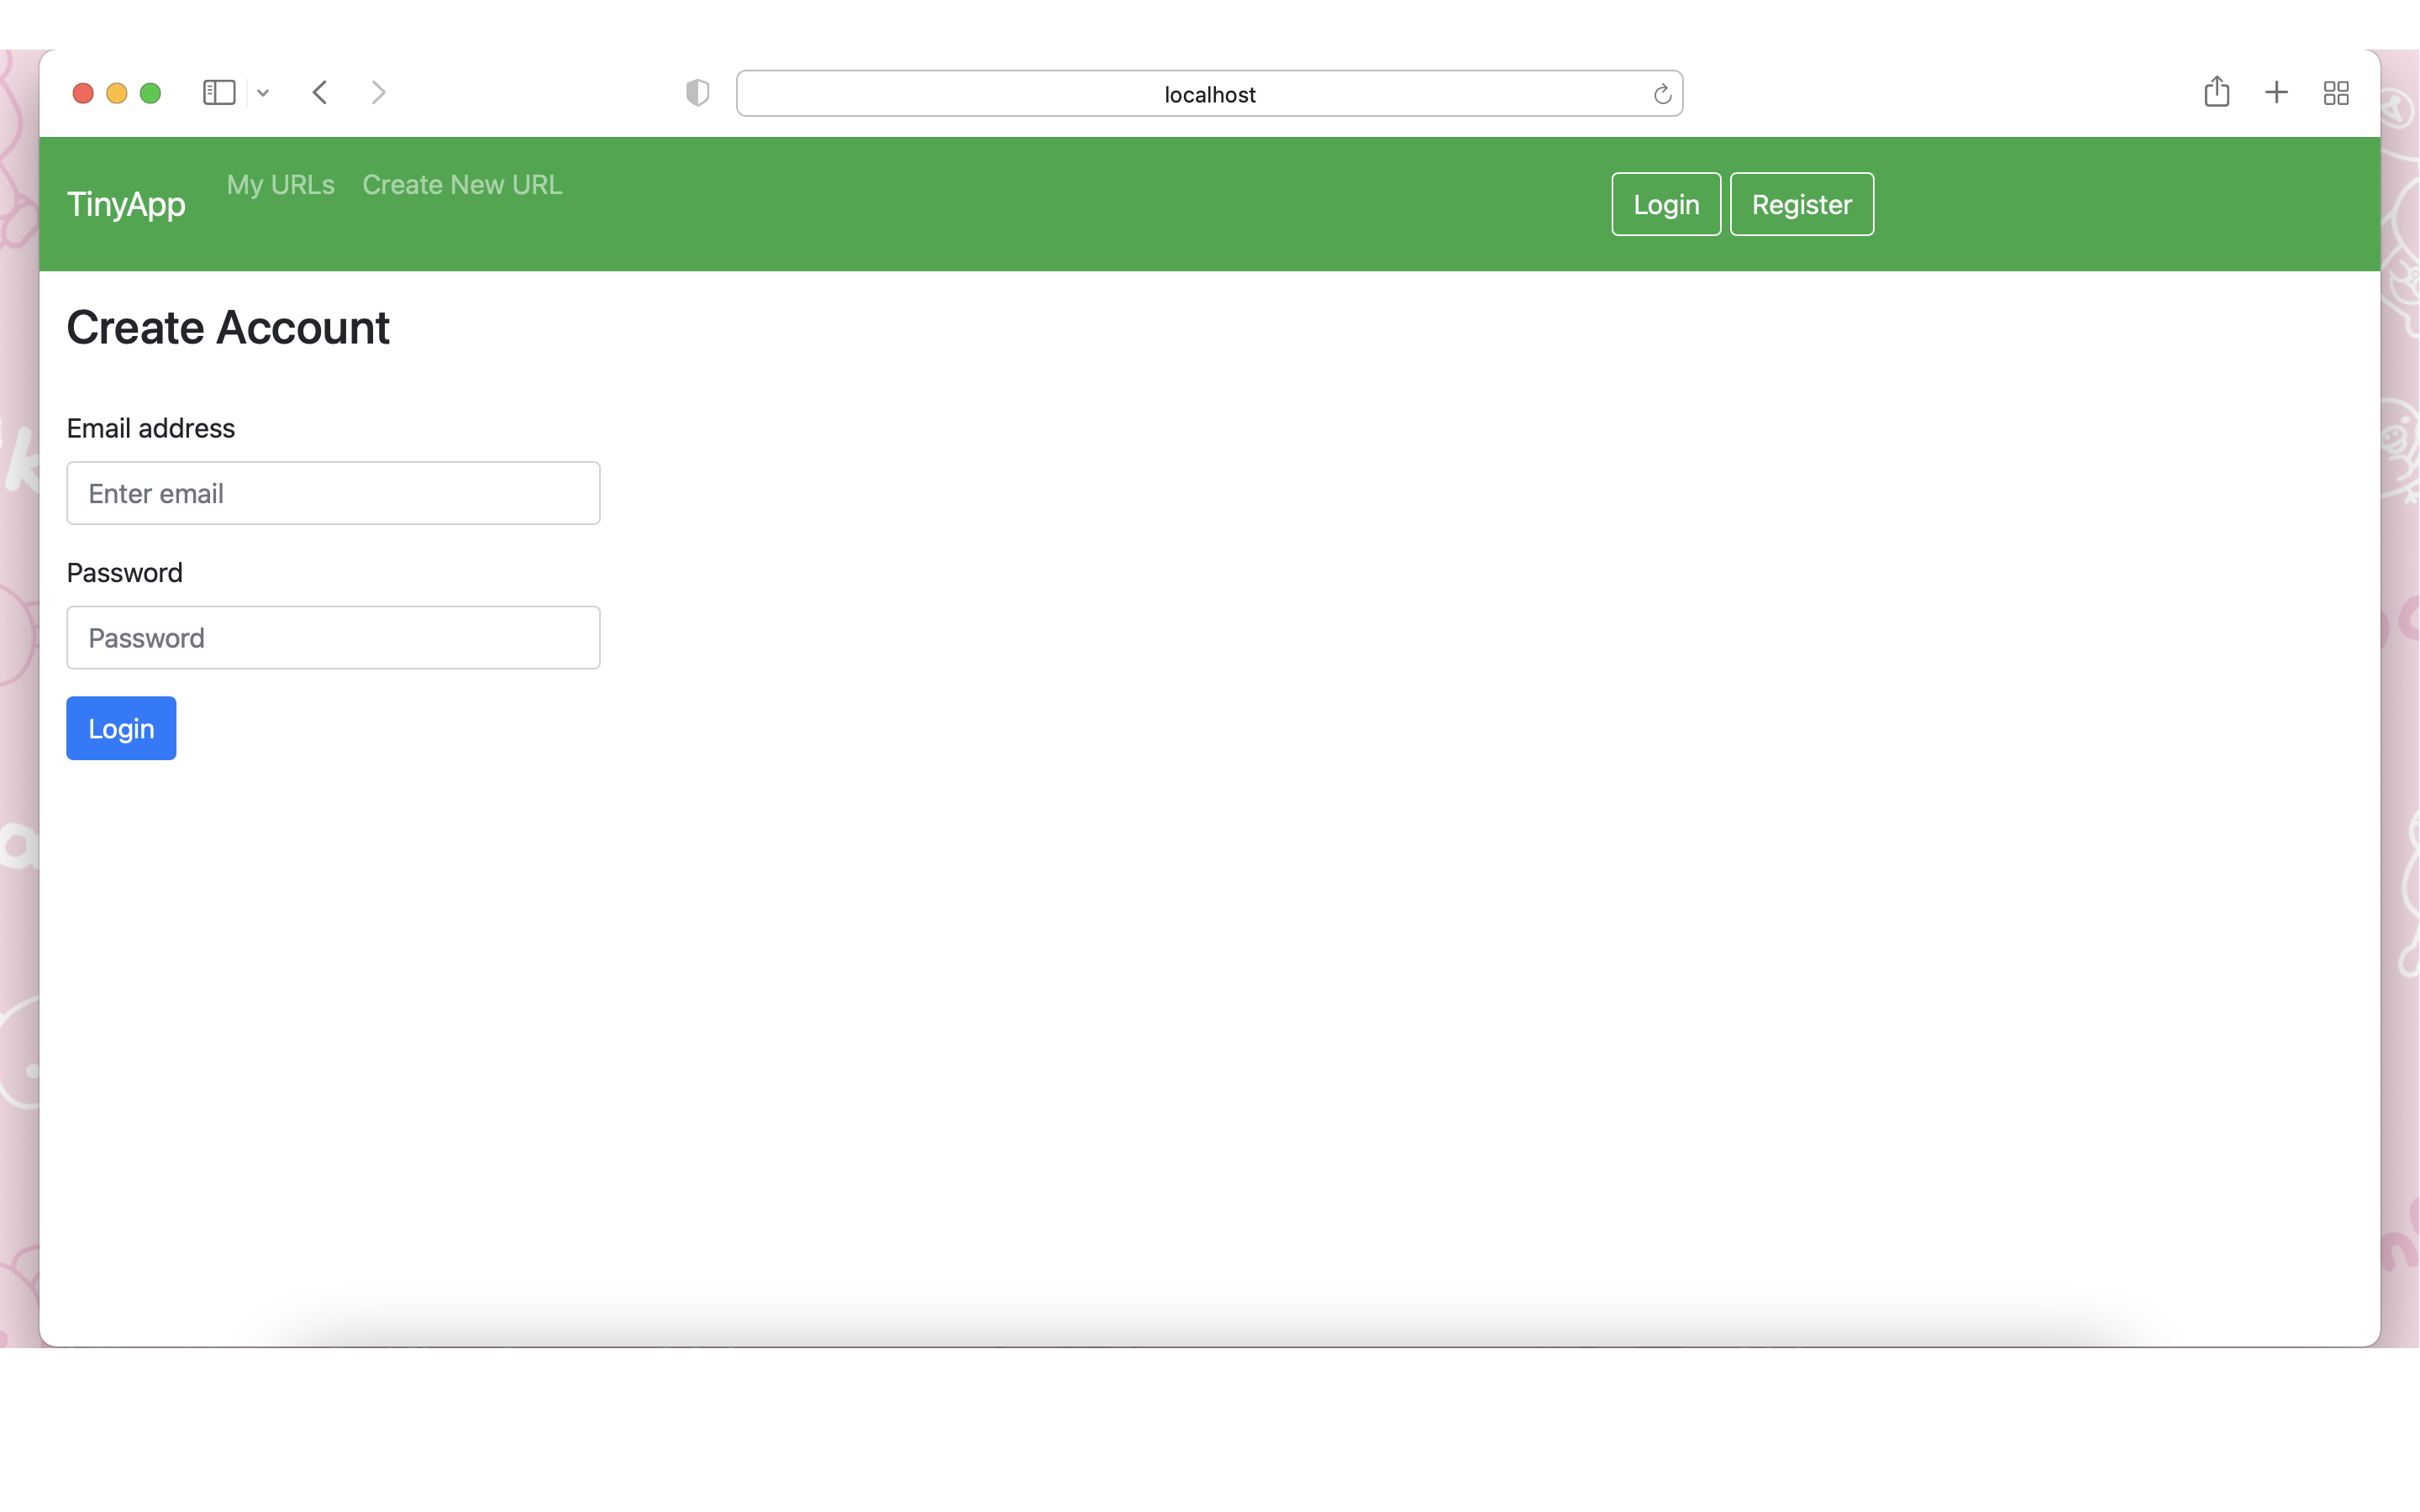 localhost
TinyApp
My URLs Create New URL
Login Register
Create Account
Email address
Enter email
Password
Password
Login